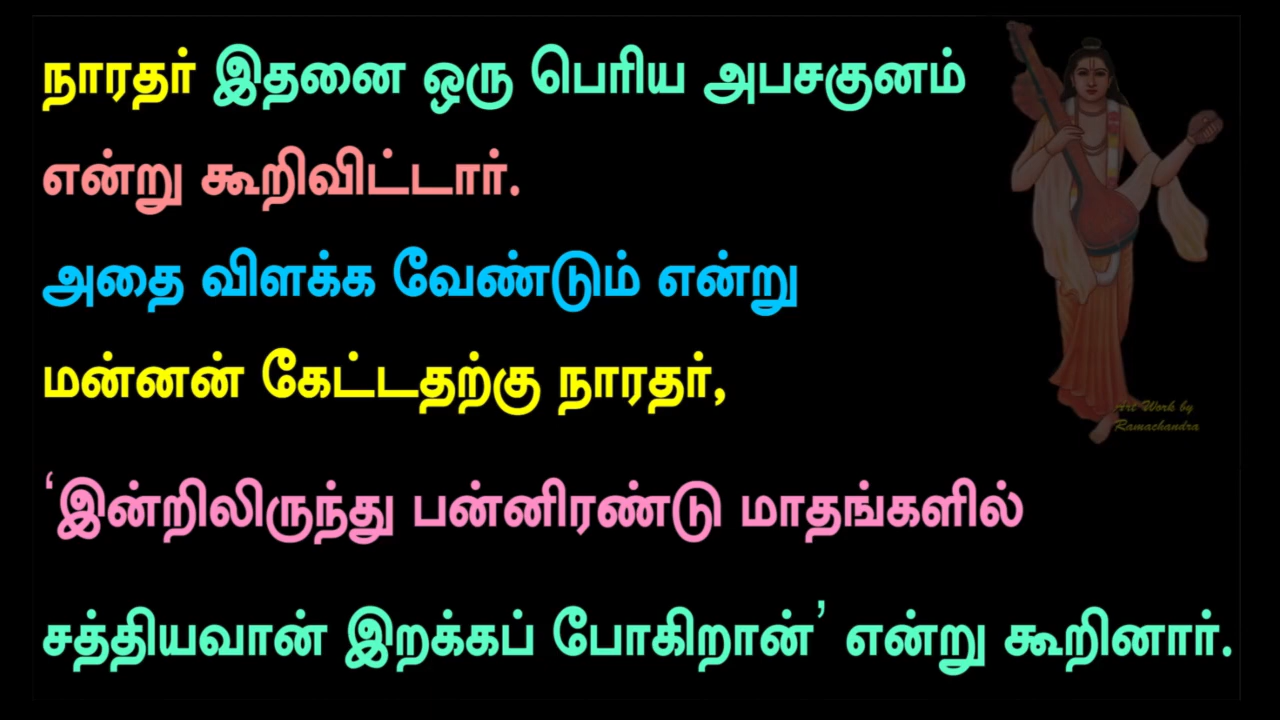 நாரதர் இதனை ஒரு பெரிய அபசகுனம்
என்று கூறிவிட்டார்.
அதை விளக்க வேண்டும் என்று
மன்னன் கேட்டதற்கு நாரதர்,
‘இன்றிலிருந்து பன்னிரண்டு மாதங்களில்
சத்தியவான் இறக்கப் போகிறான்’ என்று கூறினார்.
Art Work by
Ramachandra